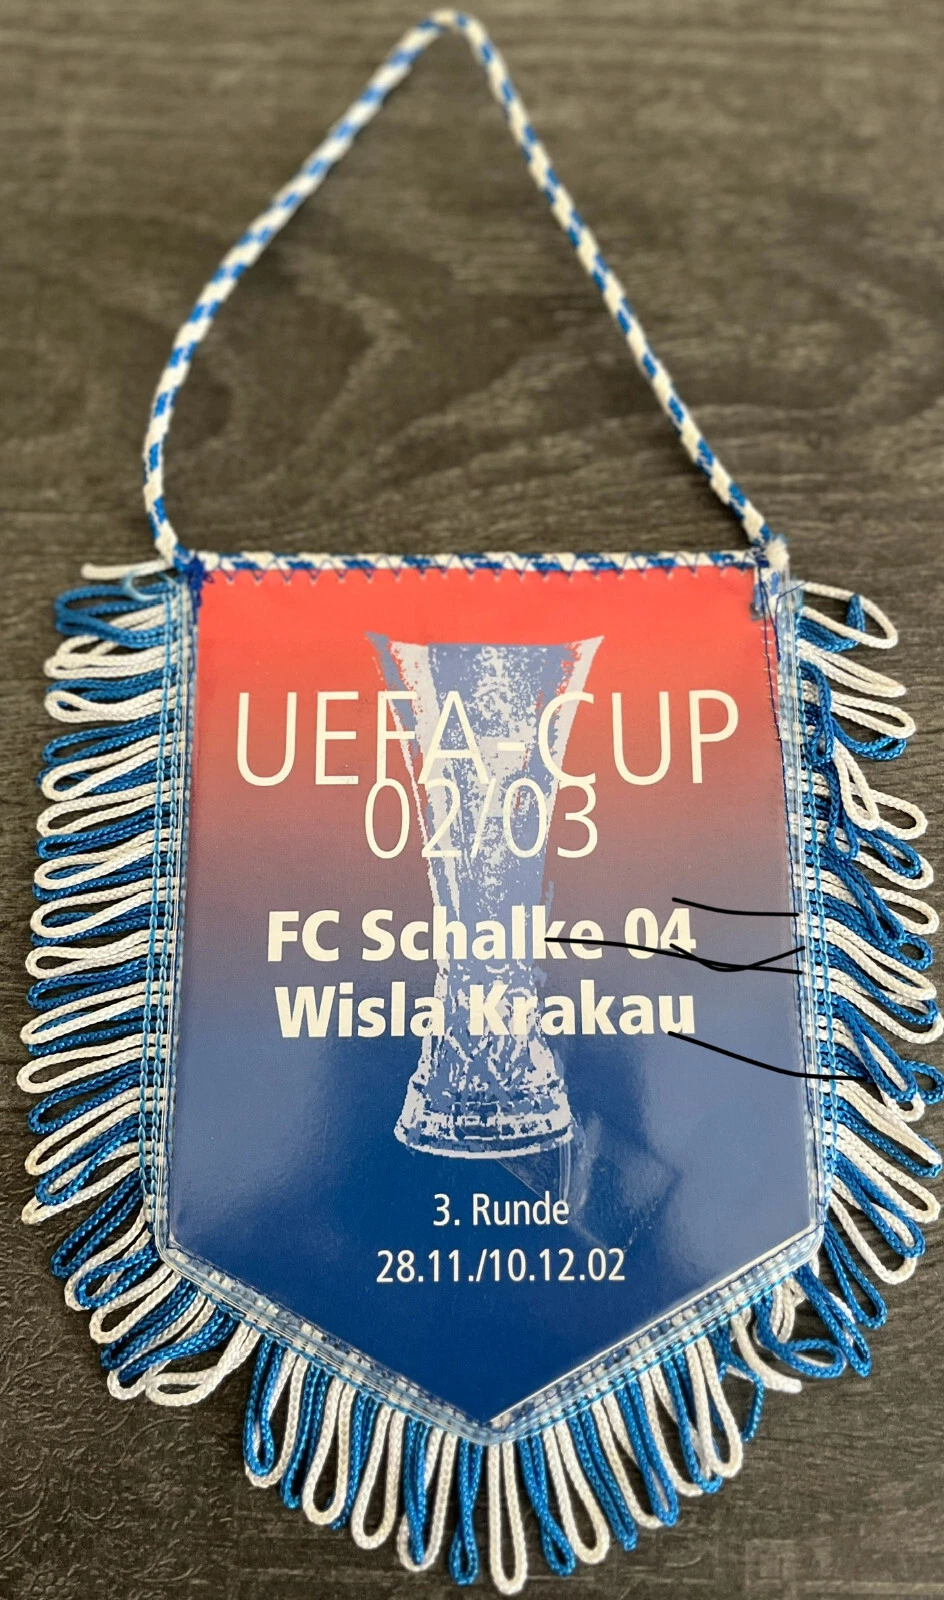 UEFA-CUP
02/03
FC Schalke 04
Wisla Krakau
3. Runde
28.11./10.12.02